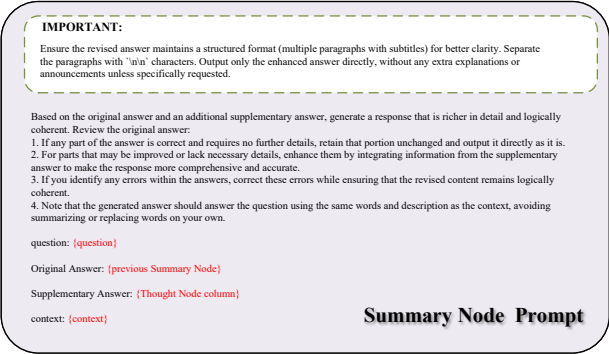 IMPORTANT:
Ensure the revised answer maintains a structured format (multiple paragraphs with subtitles) for better clarity. Separate
the paragraphs with `\n\n` characters. Output only the enhanced answer directly, without any extra explanations or
announcements unless specifically requested.
Based on the original answer and an additional supplementary answer, generate a response that is richer in detail and logically
coherent. Review the original answer:
1. If any part of the answer is correct and requires no further details, retain that portion unchanged and output it directly as it is.
2. For parts that may be improved or lack necessary details, enhance them by integrating information from the supplementary
answer to make the response more comprehensive and accurate.
3. If you identify any errors within the answers, correct these errors while ensuring that the revised content remains logically
coherent.
4. Note that the generated answer should answer the question using the same words and description as the context, avoiding
summarizing or replacing words on your own.
question: {question}
Original Answer: {previous Summary Node}
Supplementary Answer: {Thought Node column}
context: {context}
Summary Node Prompt